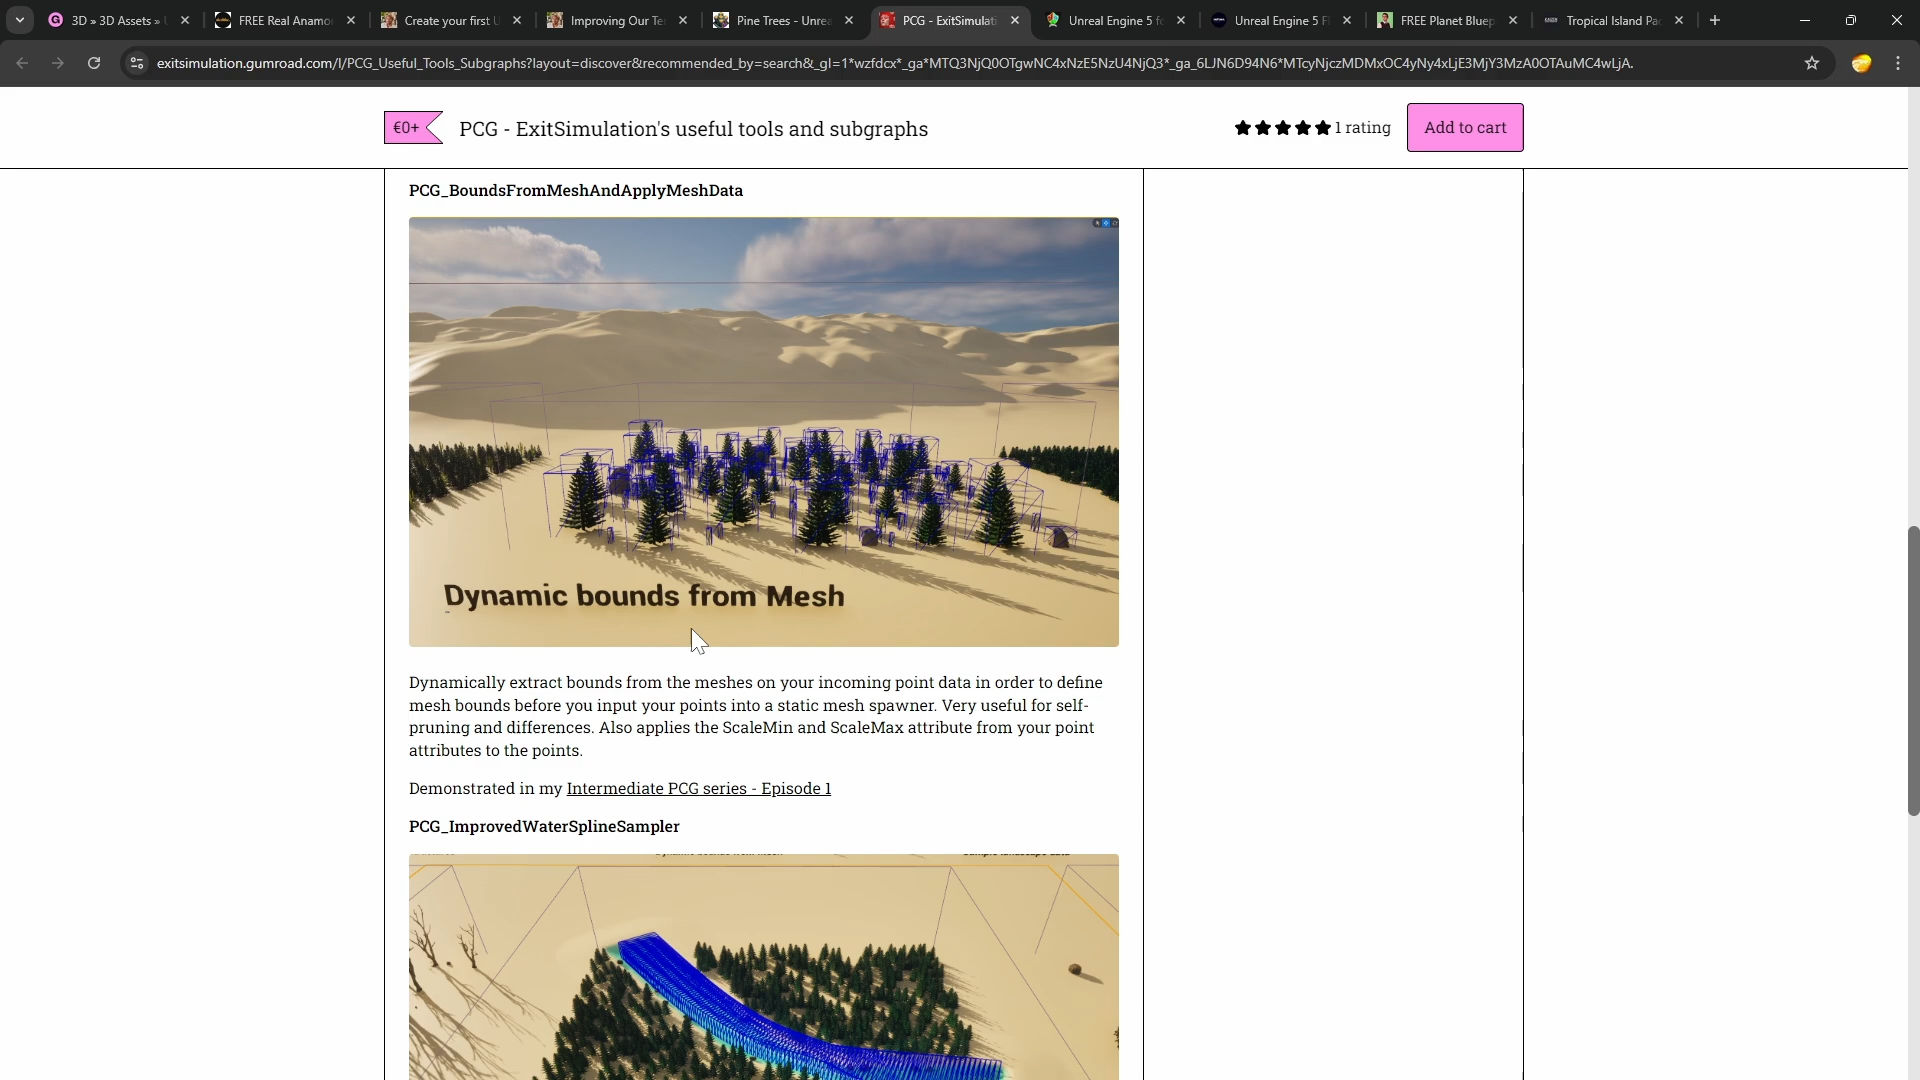 3D » 3D Assets »
FREE Real Anamo
Create your first U
Improving Our Te
Pine Trees - Unrea
PCG - ExitSimulati
Unreal Engine 5 fo
Unreal Engine 5 F
FREE Planet Bluep
Tropical Island Pac
exitsimulation.gumroad.com/l/PCG_Useful_Tools_Subgraphs?layout=discover&recommended_by=search&_gl=1*wzfdcx*_ga*MTQ3NjQ0OTgwNC4xNzE5NzU4NjQ3*_ga_6LJN6D94N6*MTcyNjczMDMxOC4yNy4xLjE3MjY3MzA0OTAuMC4wLjA.
€0+
PCG - ExitSimulation's useful tools and subgraphs
1 rating
Add to cart
PCG_BoundsFromMeshAndApplyMeshData
Dynamic bounds from Mesh
Dynamically extract bounds from the meshes on your incoming point data in order to define
mesh bounds before you input your points into a static mesh spawner. Very useful for self-
pruning and differences. Also applies the ScaleMin and ScaleMax attribute from your point
attributes to the points.
Demonstrated in my Intermediate PCG series - Episode 1
PCG_ImprovedWaterSplineSampler